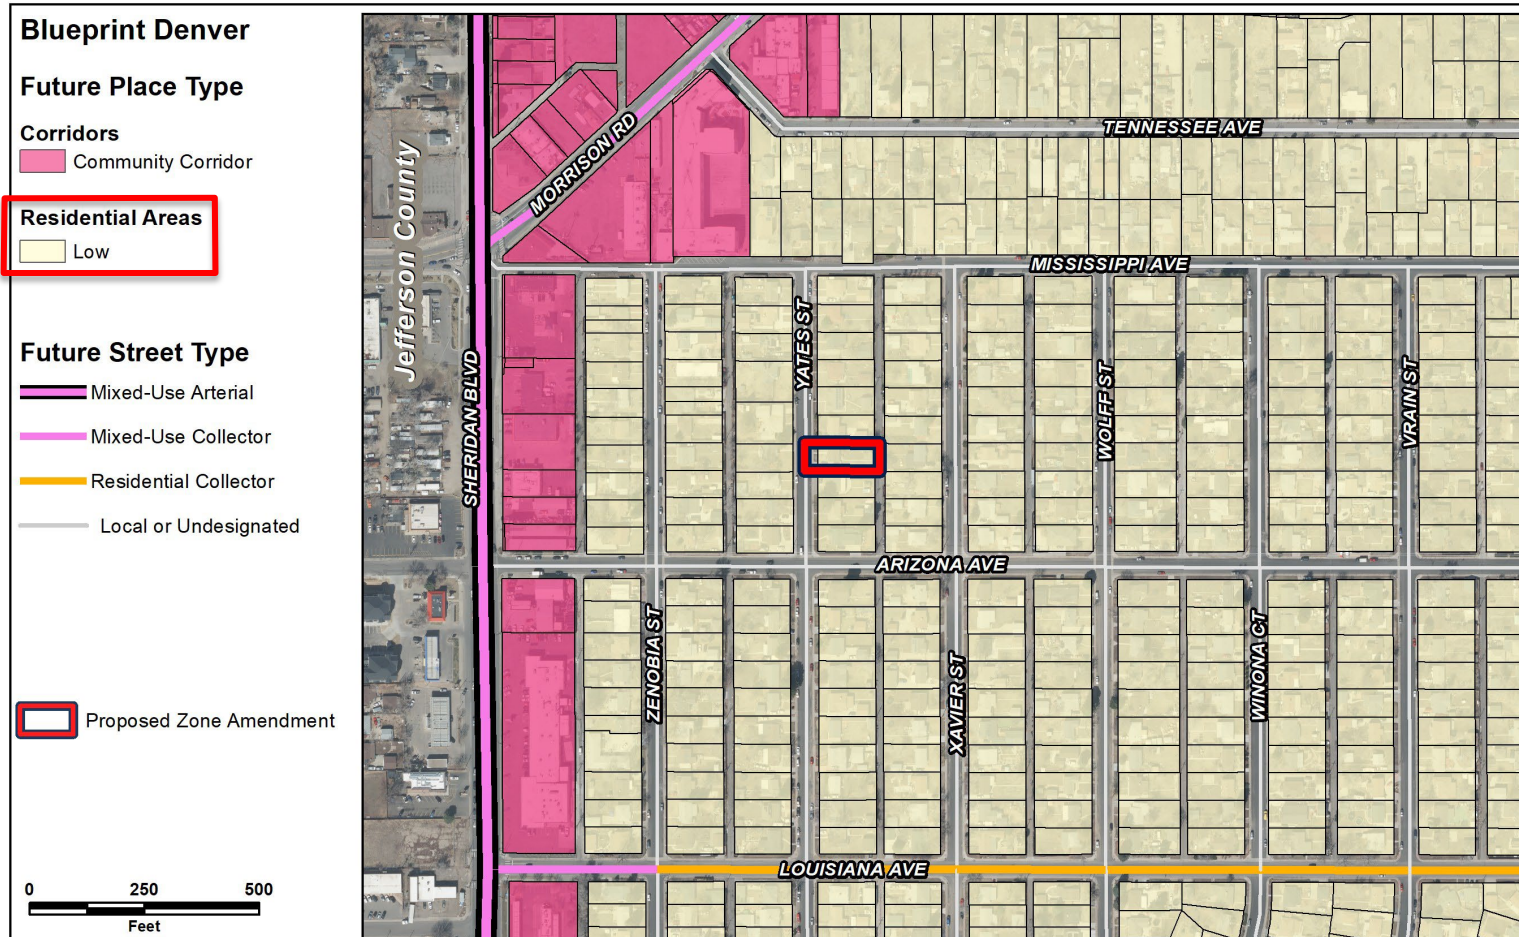 Blueprint Denver
Future Place Type
Corridors
Community Corridor
Residential Areas
Low
Future Street Type
Mixed-Use Arterial
Mixed-Use Collector
Residential Collector
Local or Undesignated
Proposed Zone Amendment
0 250 500
Feet
Jefferson County
SHERIDAN BLVD
MORRISON RD
TENNESSEE AVE
MISSISSIPPI AVE
YATES ST
WOLFF ST
VRAIN ST
ARIZONA AVE
ZENOBIA ST
XAVIER ST
WINONA CT
LOUISIANA AVE